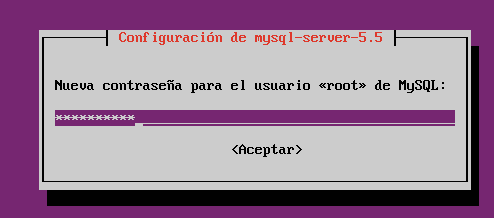 Configuración de mysql-server-5.5
Nueva contraseña para el usuario «root» de MySQL:
**********
<Aceptar>